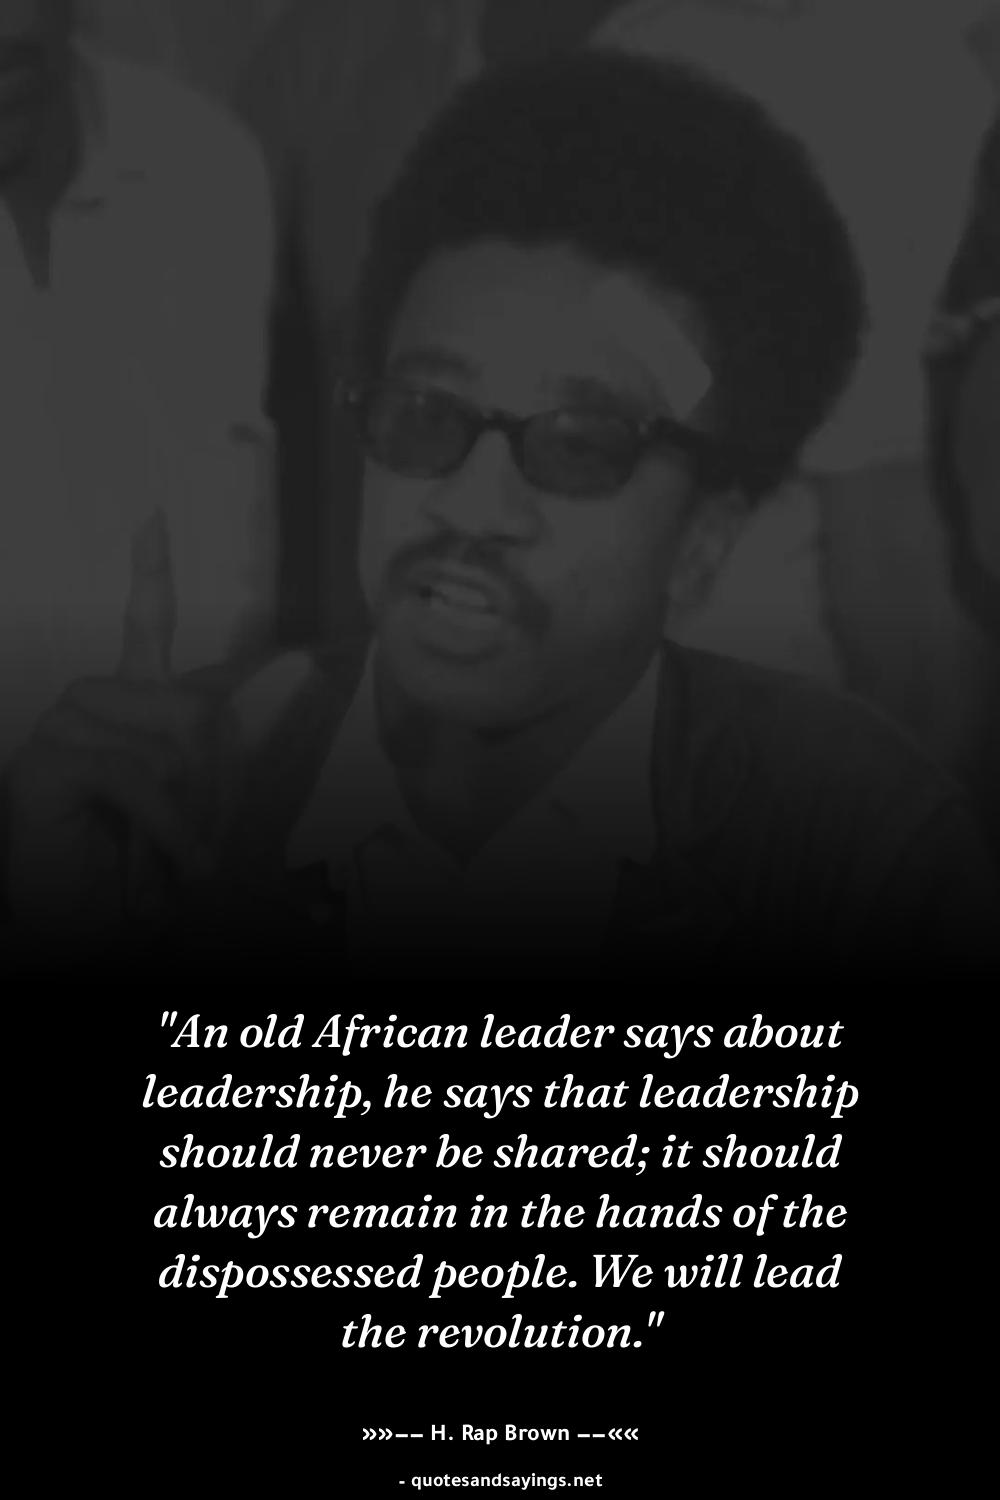 "An old African leader says about
leadership, he says that leadership
should never be shared; it should
always remain in the hands of the
dispossessed people. We will lead
the revolution."
»»−− H. Rap Brown −−««
- quotesandsayings.net